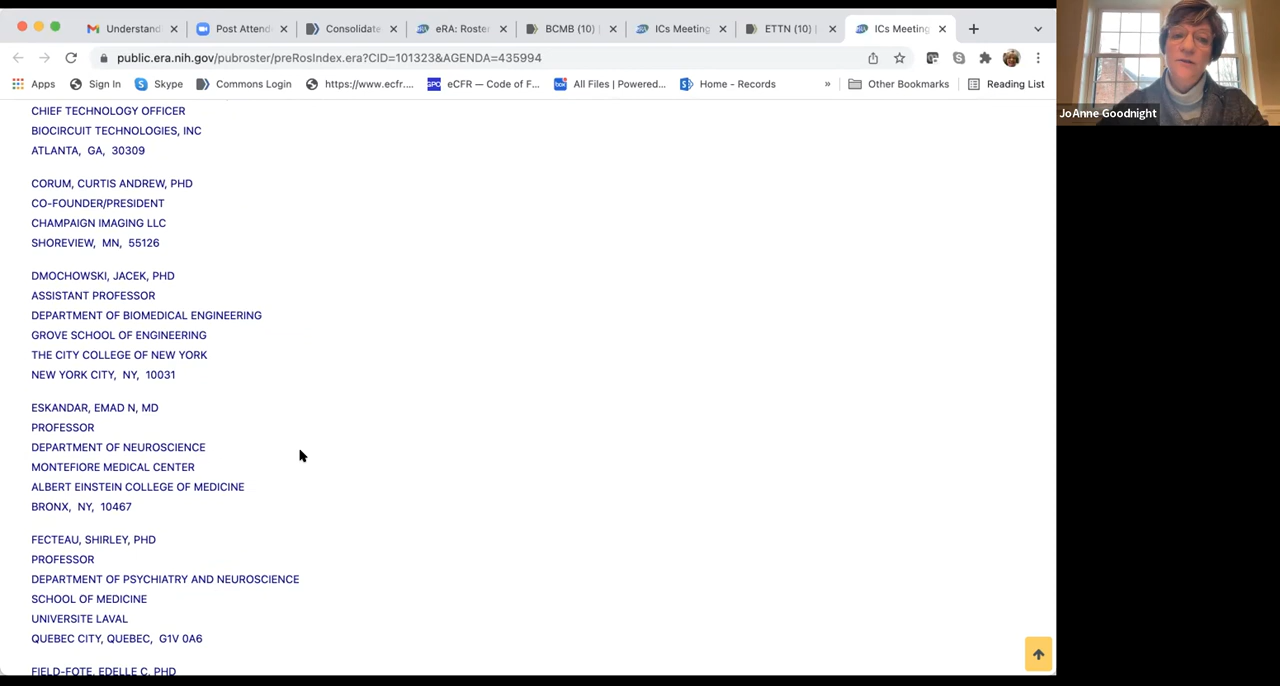 Understand
Post Attend
Consolidate
eRA: Roster
BCMB (10) |
ICs Meeting
ETTN (10) |
ICs Meeting
public.era.nih.gov/pubroster/preRosIndex.era?CID=101323&AGENDA=435994
Apps
Sign In
Skype
Commons Login
https://www.ecfr....
GPO
eCFR — Code of F...
box
All Files | Powered...
Home - Records
»
Other Bookmarks
Reading List
JoAnne Goodnight
CHIEF TECHNOLOGY OFFICER
BIOCIRCUIT TECHNOLOGIES, INC
ATLANTA, GA, 30309
CORUM, CURTIS ANDREW, PHD
CO-FOUNDER/PRESIDENT
CHAMPAIGN IMAGING LLC
SHOREVIEW, MN, 55126
DMOCHOWSKI, JACEK, PHD
ASSISTANT PROFESSOR
DEPARTMENT OF BIOMEDICAL ENGINEERING
GROVE SCHOOL OF ENGINEERING
THE CITY COLLEGE OF NEW YORK
NEW YORK CITY, NY, 10031
ESKANDAR, EMAD N, MD
PROFESSOR
DEPARTMENT OF NEUROSCIENCE
MONTEFIORE MEDICAL CENTER
ALBERT EINSTEIN COLLEGE OF MEDICINE
BRONX, NY, 10467
FECTEAU, SHIRLEY, PHD
PROFESSOR
DEPARTMENT OF PSYCHIATRY AND NEUROSCIENCE
SCHOOL OF MEDICINE
UNIVERSITE LAVAL
QUEBEC CITY, QUEBEC, G1V 0A6
FIELD-FOTE, EDELLE C, PHD